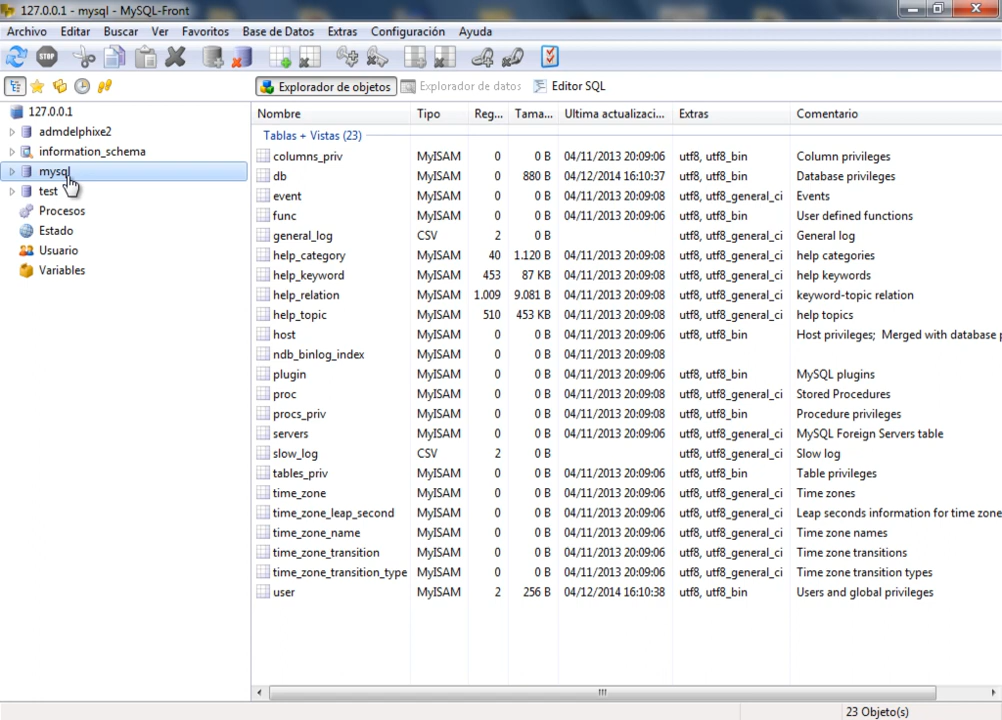 127.0.0.1 - mysql - MySQL-Front
Archivo Editar Buscar Ver Favoritos Base de Datos Extras Configuración Ayuda
STOP
Explorador de objetos Explorador de datos Editor SQL
127.0.0.1
admdelphixe2
information_schema
mysql
test
Procesos
Estado
Usuario
Variables
Nombre Tipo Reg... Tama... Ultima actualizaci... Extras Comentario
Tablas + Vistas (23)
columns_priv MyISAM 0 0 B 04/11/2013 20:09:06 utf8, utf8_bin Column privileges
db MyISAM 0 880 B 04/12/2014 16:10:37 utf8, utf8_bin Database privileges
event MyISAM 0 0 B 04/11/2013 20:09:06 utf8, utf8_general_ci Events
func MyISAM 0 0 B 04/11/2013 20:09:06 utf8, utf8_bin User defined functions
general_log CSV 2 0 B utf8, utf8_general_ci General log
help_category MyISAM 40 1.120 B 04/11/2013 20:09:08 utf8, utf8_general_ci help categories
help_keyword MyISAM 453 87 KB 04/11/2013 20:09:08 utf8, utf8_general_ci help keywords
help_relation MyISAM 1.009 9.081 B 04/11/2013 20:09:08 utf8, utf8_general_ci keyword-topic relation
help_topic MyISAM 510 453 KB 04/11/2013 20:09:08 utf8, utf8_general_ci help topics
host MyISAM 0 0 B 04/11/2013 20:09:06 utf8, utf8_bin Host privileges; Merged with database p
ndb_binlog_index MyISAM 0 0 B 04/11/2013 20:09:08
plugin MyISAM 0 0 B 04/11/2013 20:09:06 utf8, utf8_bin MySQL plugins
proc MyISAM 0 0 B 04/11/2013 20:09:08 utf8, utf8_general_ci Stored Procedures
procs_priv MyISAM 0 0 B 04/11/2013 20:09:08 utf8, utf8_bin Procedure privileges
servers MyISAM 0 0 B 04/11/2013 20:09:06 utf8, utf8_general_ci MySQL Foreign Servers table
slow_log CSV 2 0 B utf8, utf8_general_ci Slow log
tables_priv MyISAM 0 0 B 04/11/2013 20:09:06 utf8, utf8_bin Table privileges
time_zone MyISAM 0 0 B 04/11/2013 20:09:06 utf8, utf8_general_ci Time zones
time_zone_leap_second MyISAM 0 0 B 04/11/2013 20:09:06 utf8, utf8_general_ci Leap seconds information for time zone
time_zone_name MyISAM 0 0 B 04/11/2013 20:09:06 utf8, utf8_general_ci Time zone names
time_zone_transition MyISAM 0 0 B 04/11/2013 20:09:06 utf8, utf8_general_ci Time zone transitions
time_zone_transition_type MyISAM 0 0 B 04/11/2013 20:09:06 utf8, utf8_general_ci Time zone transition types
user MyISAM 2 256 B 04/12/2014 16:10:38 utf8, utf8_bin Users and global privileges
23 Objeto(s)